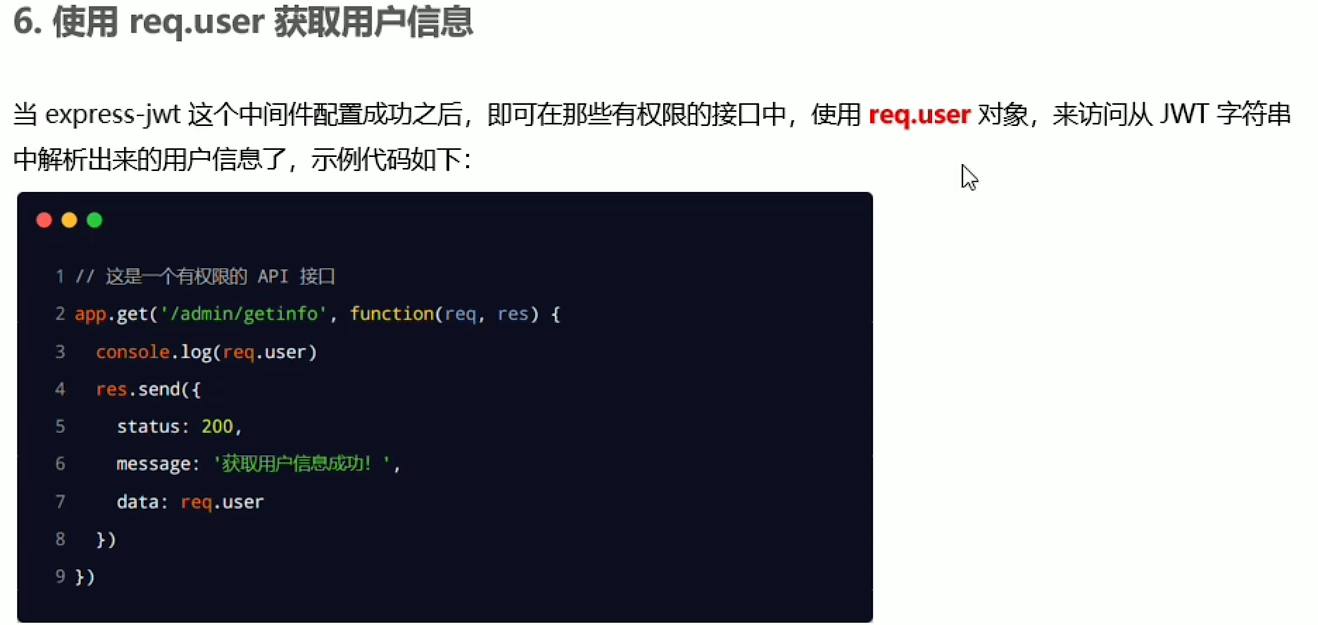 6. 使用 req.user 获取用户信息
当 express-jwt 这个中间件配置成功之后，即可在那些有权限的接口中，使用 req.user 对象，来访问从 JWT 字符串
中解析出来的用户信息了，示例代码如下：
1 // 这是一个有权限的 API 接口
2 app.get('/admin/getinfo', function(req, res) {
3   console.log(req.user)
4   res.send({
5     status: 200,
6     message: '获取用户信息成功！',
7     data: req.user
8   })
9 })